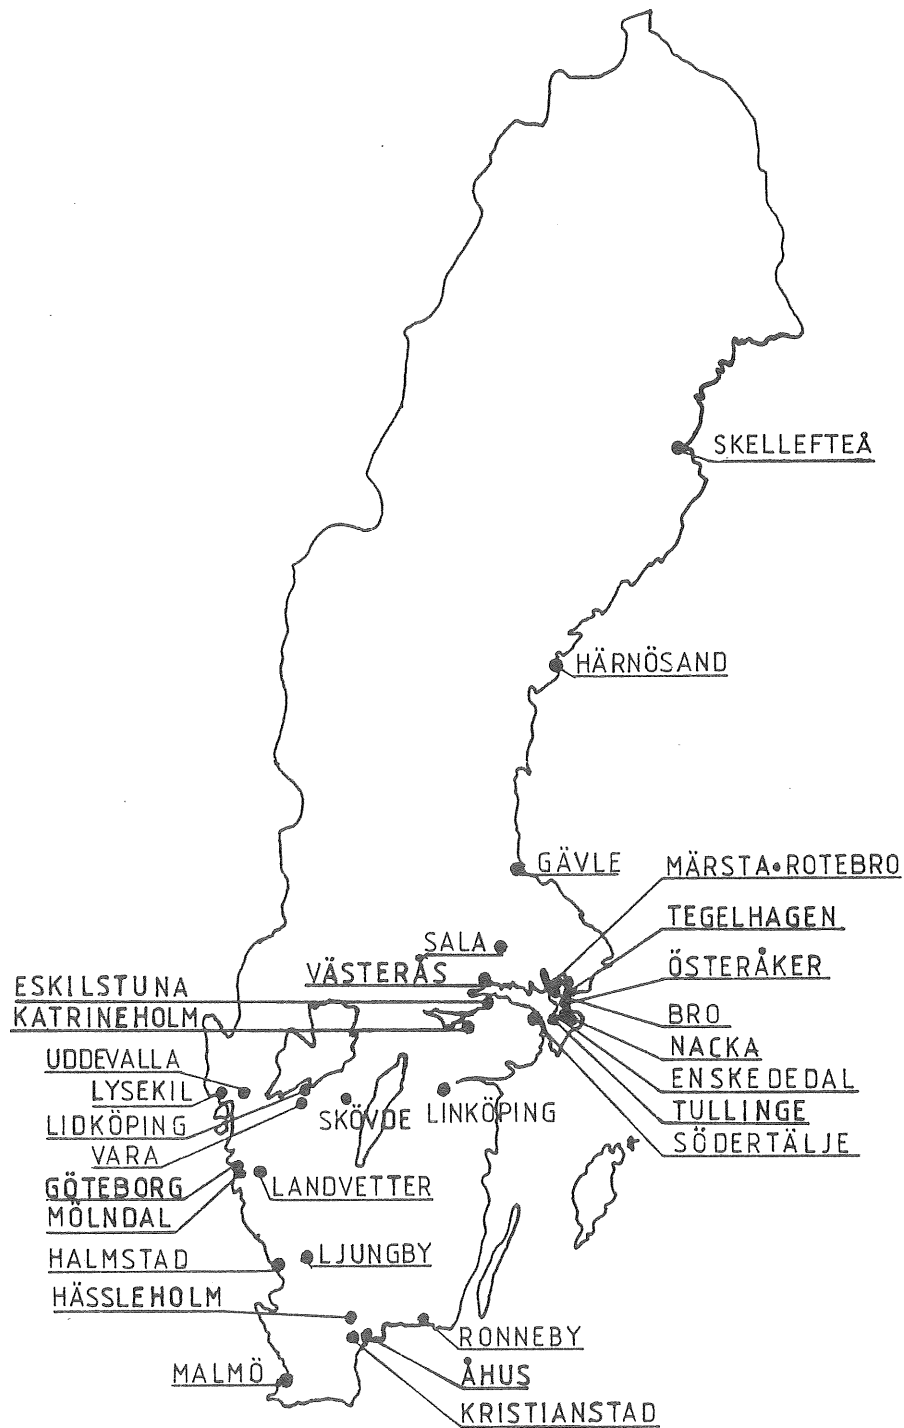 SKELLEFTEÅ
HÄRNÖSAND
GÄVLE
MÄRSTA•ROTEBRO
TEGELHAGEN
SALA
VÄSTERÅS
ÖSTERÅKER
ESKILSTUNA
BRO
KATRINEHOLM
NACKA
UDDEVALLA
ENSKEDEDAL
LYSEKIL
TULLINGE
LIDKÖPING
SKÖVDE
LINKÖPING
SÖDERTÄLJE
VARA
GÖTEBORG
LANDVETTER
MÖLNDAL
HALMSTAD
LJUNGBY
HÄSSLEHOLM
RONNEBY
MALMÖ
ÅHUS
KRISTIANSTAD